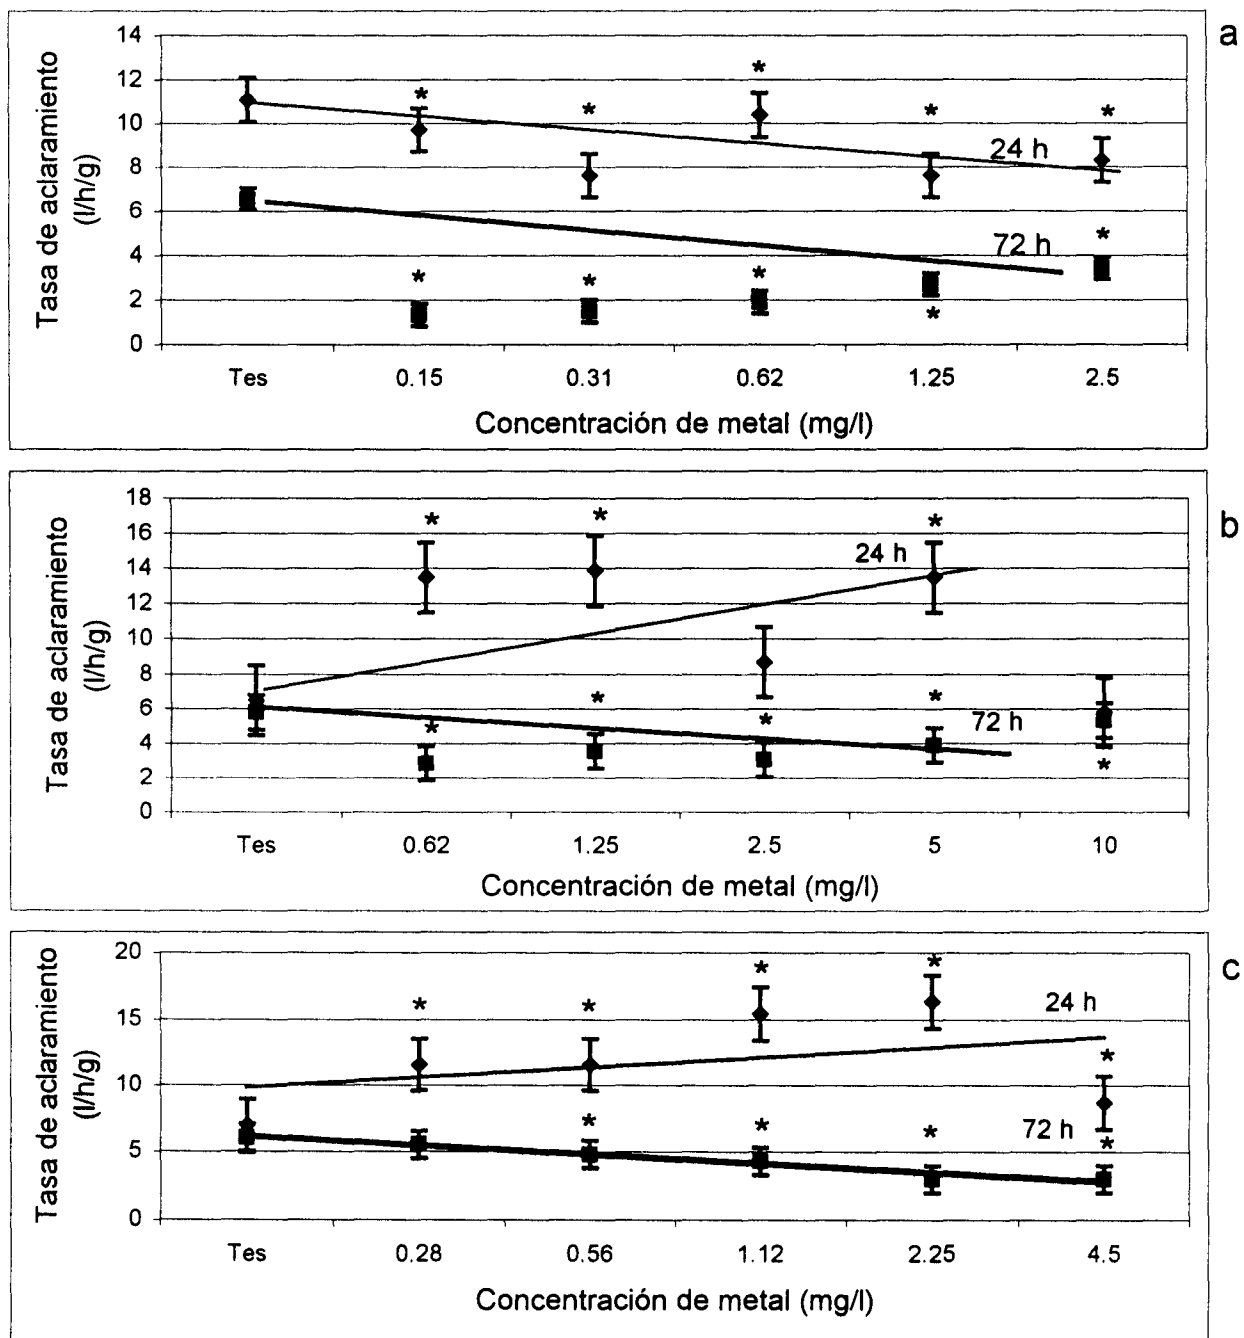 a
14
12
10
8
6
4
2
0
Tasa de aclaramiento
(l/h/g)
* * * * *
24 h
72 h
* * * * *
Tes 0.15 0.31 0.62 1.25 2.5
Concentración de metal (mg/l)
b
18
16
14
12
10
8
6
4
2
0
Tasa de aclaramiento
(l/h/g)
* * *
24 h
72 h
* * * * *
Tes 0.62 1.25 2.5 5 10
Concentración de metal (mg/l)
c
20
15
10
5
0
Tasa de aclaramiento
(l/h/g)
* * * * *
24 h
72 h
* * * *
Tes 0.28 0.56 1.12 2.25 4.5
Concentración de metal (mg/l)